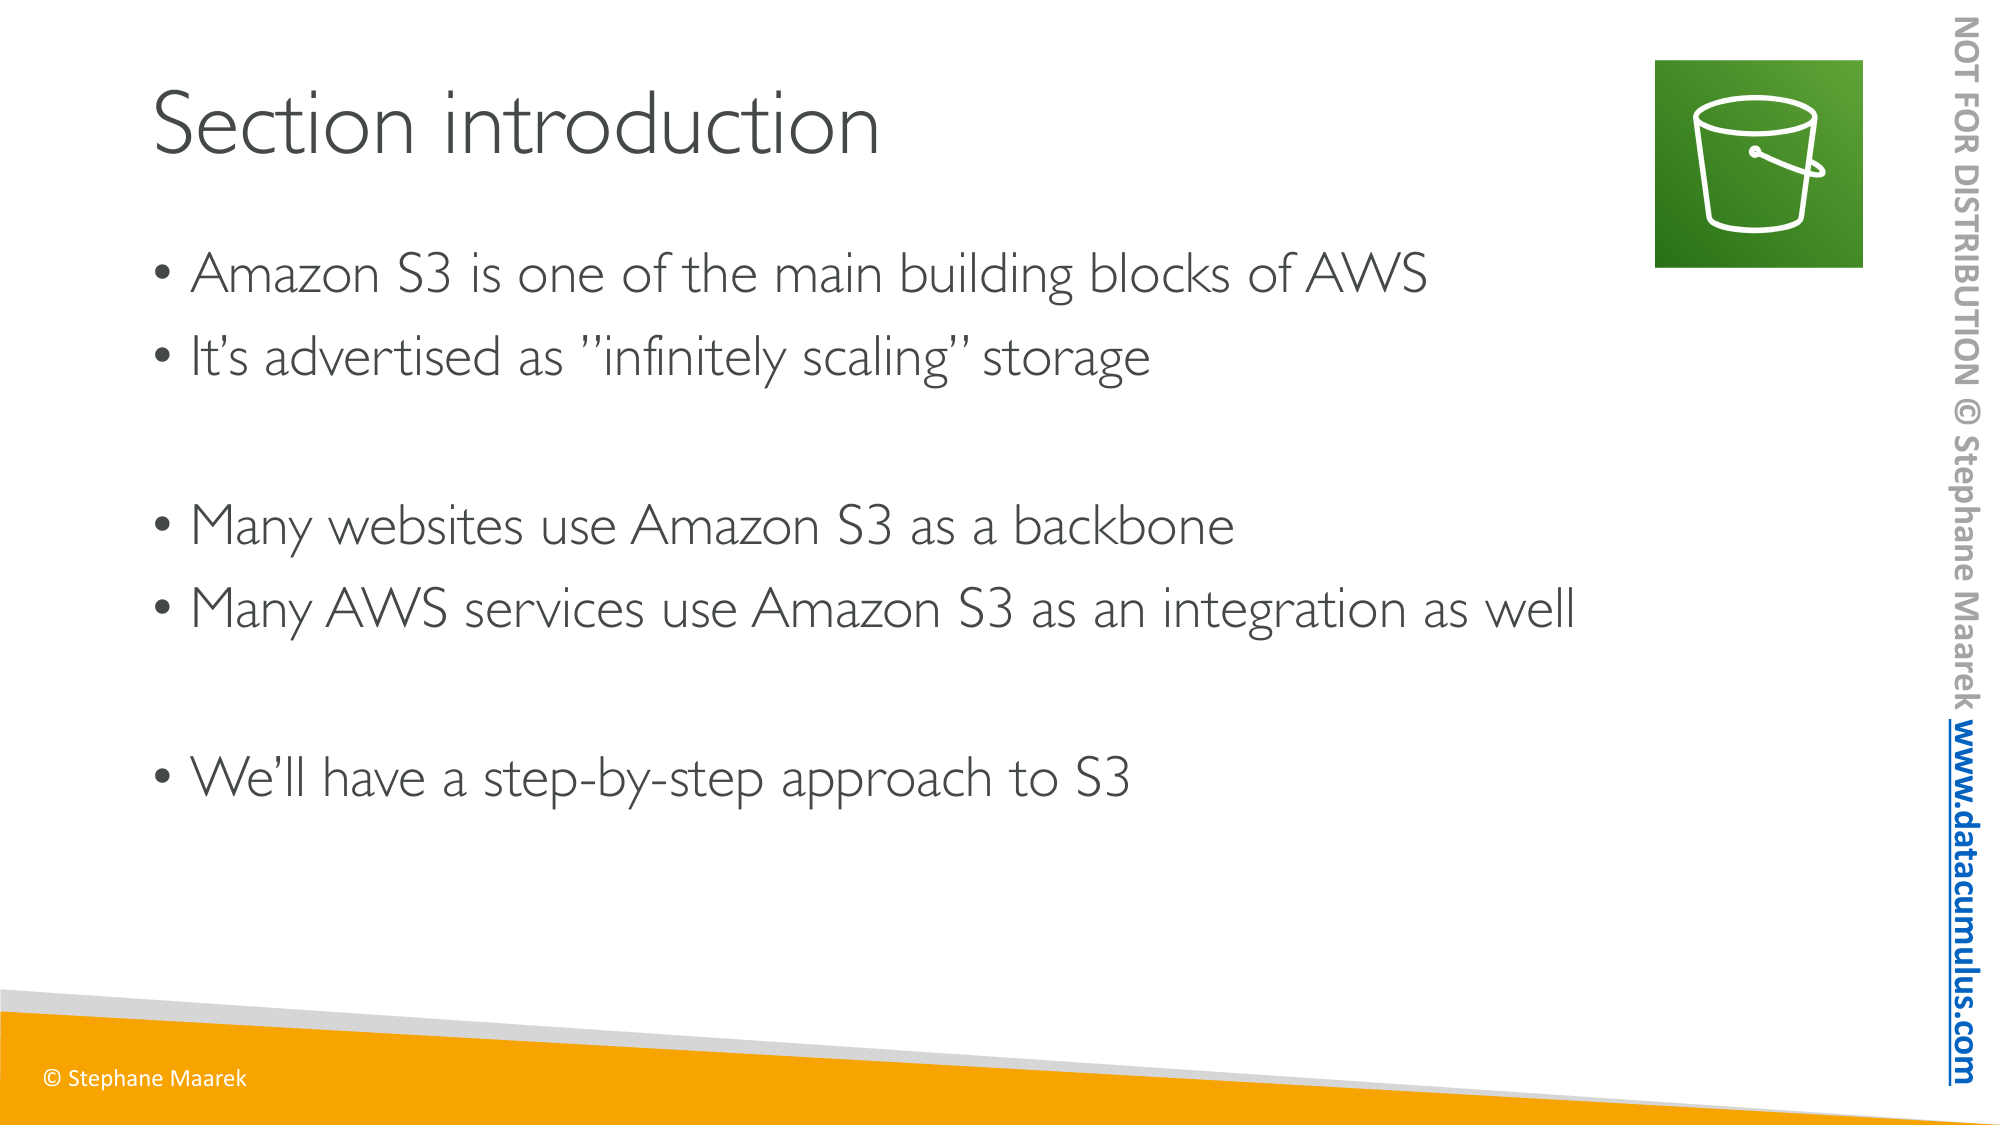 Section introduction
• Amazon S3 is one of the main building blocks of AWS
• It’s advertised as ”infinitely scaling” storage
• Many websites use Amazon S3 as a backbone
• Many AWS services use Amazon S3 as an integration as well
• We’ll have a step-by-step approach to S3
© Stephane Maarek
NOT FOR DISTRIBUTION © Stephane Maarek www.datacumulus.com